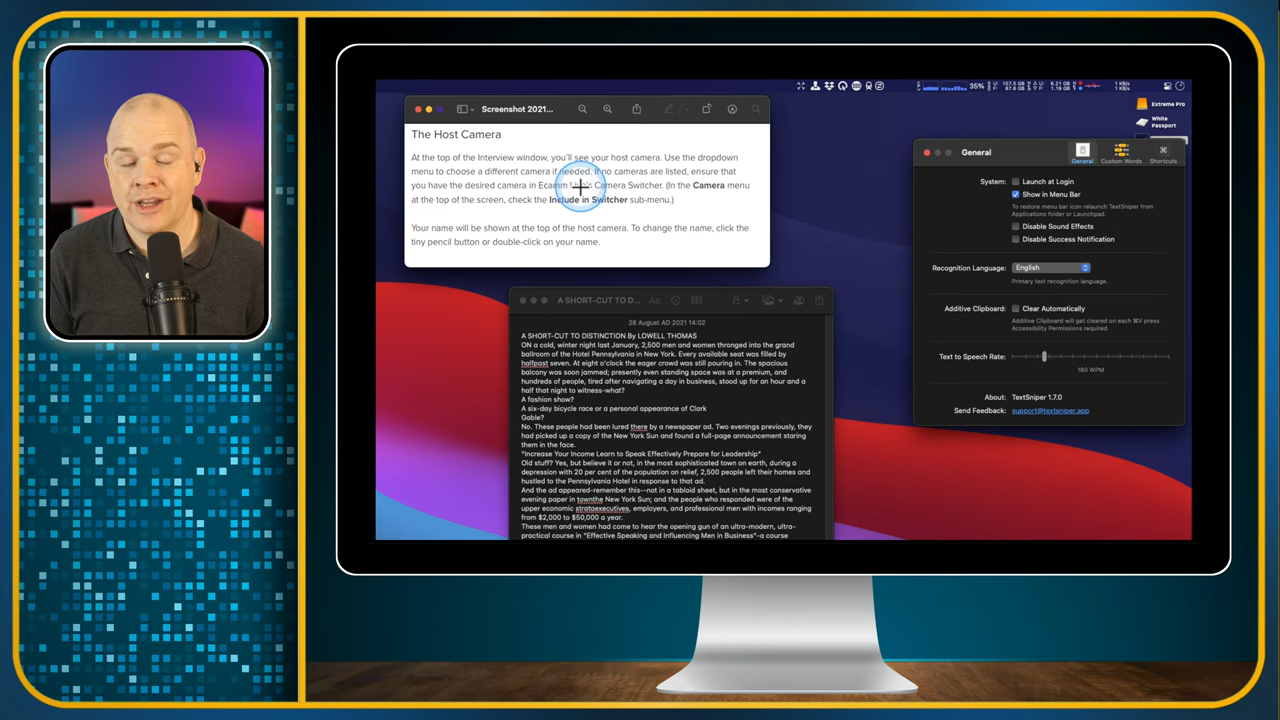 35%
157.5 GB
87.6 GB
6.1 GB
1.19 GB
1 KB/s
1 KB/s
Extreme Pro
White
Passport
Screenshot 2021...
The Host Camera
At the top of the Interview window, you'll see your host camera. Use the dropdown
menu to choose a different camera if needed. If no cameras are listed, ensure that
you have the desired camera in Ecamm Camera Switcher. (In the Camera menu
at the top of the screen, check the Include in Switcher sub-menu.)
Your name will be shown at the top of the host camera. To change the name, click the
tiny pencil button or double-click on your name.
General
General
Custom Words
Shortcuts
System:
Launch at Login
Show in Menu Bar
To restore menu bar icon relaunch TextSniper from
Applications folder or Launchpad.
Disable Sound Effects
Disable Success Notification
Recognition Language:
English
Primary text recognition language.
Additive Clipboard:
Clear Automatically
Additive Clipboard will get cleared on each ⌘V press.
Accessibility Permissions required.
Text to Speech Rate:
180 WPM
About:
TextSniper 1.7.0
Send Feedback:
support@textsniper.app
A SHORT-CUT TO D...
Aa
28 August AD 2021 14:02
A SHORT-CUT TO DISTINCTION By LOWELL THOMAS
ON a cold, winter night last January, 2,500 men and women thronged into the grand
ballroom of the Hotel Pennsylvania in New York. Every available seat was filled by
halfpost seven. At eight o'clock the eager crowd was still pouring in. The spacious
balcony was soon jammed; presently even standing space was at a premium, and
hundreds of people, tired after navigating a day in business, stood up for an hour and a
half that night to witness-what?
A fashion show?
A six-day bicycle race or a personal appearance of Clark
Gable?
No. These people had been lured there by a newspaper ad. Two evenings previously, they
had picked up a copy of the New York Sun and found a full-page announcement staring
them in the face.
"Increase Your Income Learn to Speak Effectively Prepare for Leadership"
Old stuff? Yes, but believe it or not, in the most sophisticated town on earth, during a
depression with 20 per cent of the population on relief, 2,500 people left their homes and
hustled to the Pennsylvania Hotel in response to that ad.
And the ad appeared-remember this--not in a tabloid sheet, but in the most conservative
evening paper in townthe New York Sun; and the people who responded were of the
upper economic strataexecutives, employers, and professional men with incomes ranging
from $2,000 to $50,000 a year.
These men and women had come to hear the opening gun of an ultra-modern, ultra-
practical course in "Effective Speaking and Influencing Men in Business"-a course